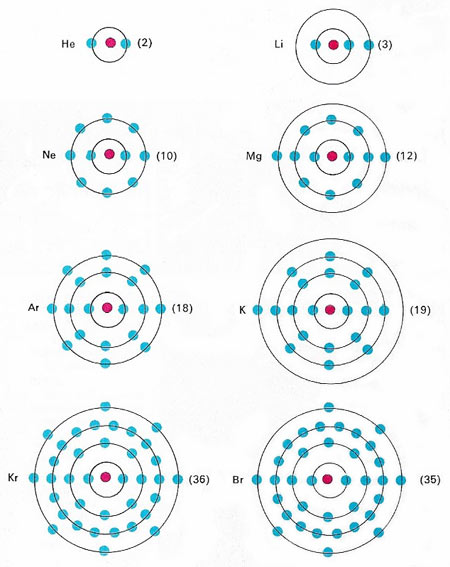 He (2)
Li (3)
Ne (10)
Mg (12)
Ar (18)
K (19)
Kr (36)
Br (35)